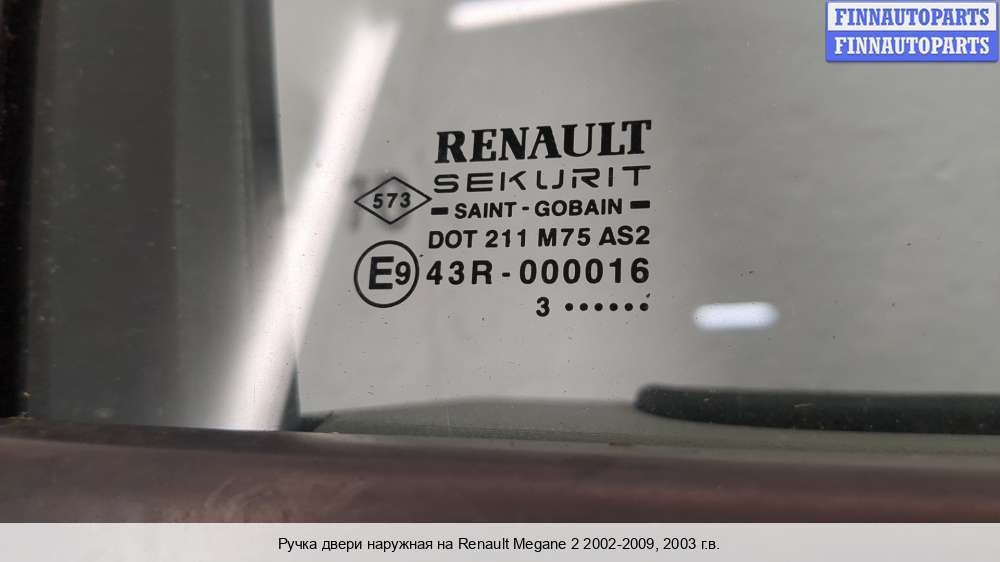 FINNAUTOPARTS
FINNAUTOPARTS
RENAULT
SEKURIT
573
SAINT-GOBAIN
DOT 211 M75 AS2
E9 43R-000016
3 ••••••
Ручка двери наружная на Renault Megane 2 2002-2009, 2003 г.в.